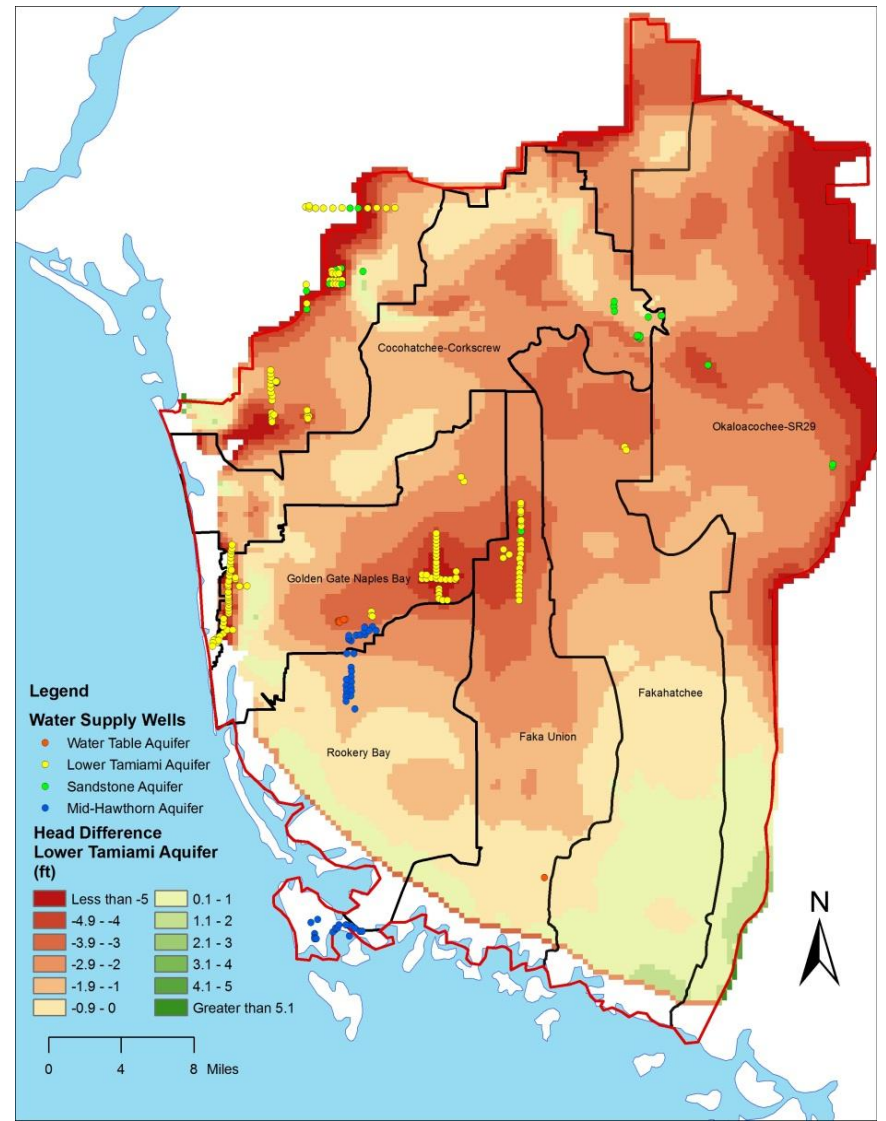 Cocohatchee-Corkscrew
Okaloacochee-SR29
Golden Gate Naples Bay
Fakahatchee
Faka Union
Rookery Bay
Legend
Water Supply Wells
Water Table Aquifer
Lower Tamiami Aquifer
Sandstone Aquifer
Mid-Hawthorn Aquifer
Head Difference
Lower Tamiami Aquifer
(ft)
Less than -5
-4.9 - -4
-3.9 - -3
-2.9 - -2
-1.9 - -1
-0.9 - 0
0.1 - 1
1.1 - 2
2.1 - 3
3.1 - 4
4.1 - 5
Greater than 5.1
0 4 8 Miles
N